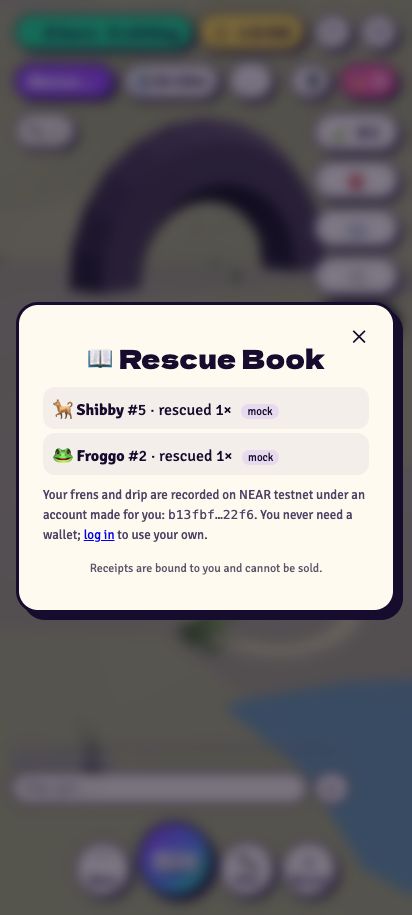 📖 Rescue Book
🐕 Shibby #5 · rescued 1× mock
🐸 Froggo #2 · rescued 1× mock
Your frens and drip are recorded on NEAR testnet under an
account made for you: b13fbf…22f6. You never need a
wallet; log in to use your own.
Receipts are bound to you and cannot be sold.